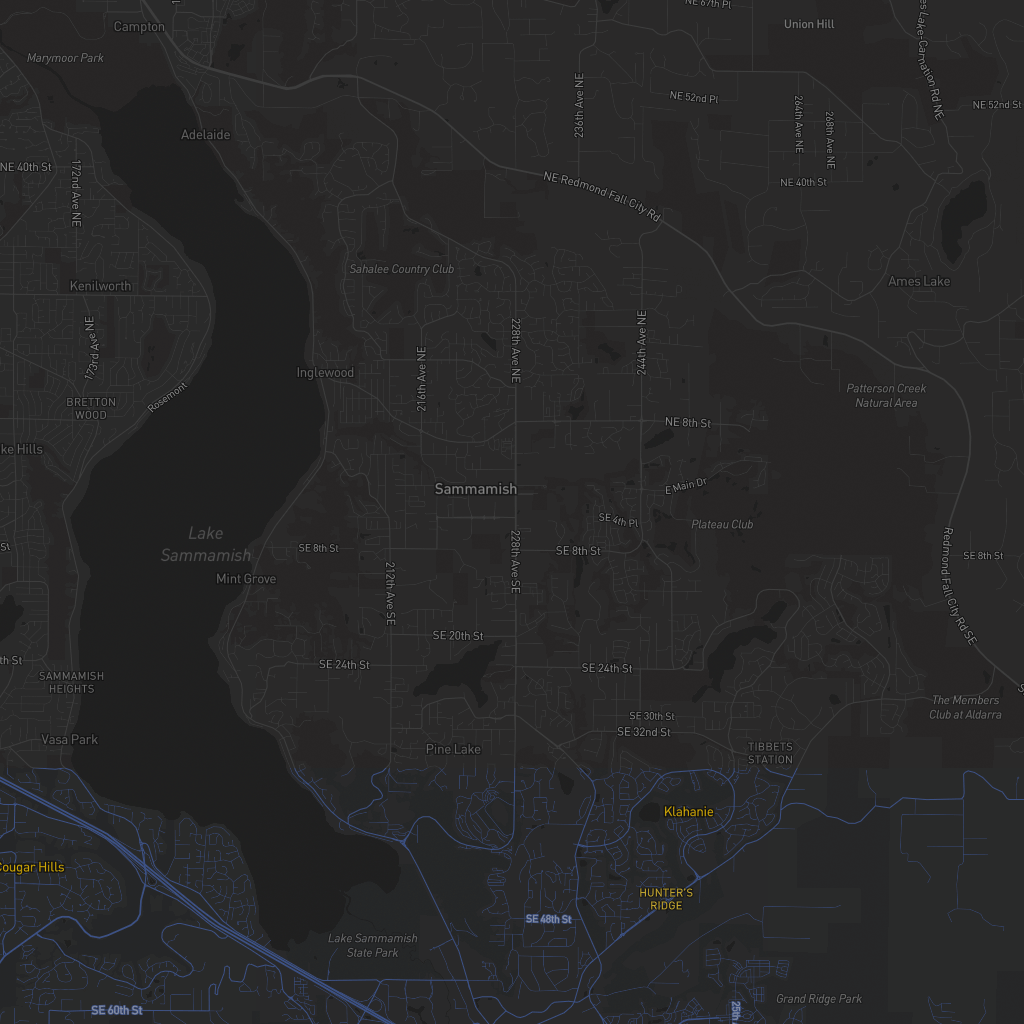 NE 67th Pl
Campton
Union Hill
Marymoor Park
NE 52nd Pl
236th Ave NE
264th Ave NE
268th Ave NE
NE 52nd St
Adelaide
NE 40th St
172nd Ave NE
NE Redmond Fall City Rd
NE 40th St
Sahalee Country Club
Ames Lake
Kenilworth
173rd Ave NE
228th Ave NE
244th Ave NE
216th Ave NE
Inglewood
Rosemont
BRETTON
WOOD
Patterson Creek
Natural Area
NE 8th St
Sammamish
E Main Dr
SE 4th Pl
Plateau Club
Lake
Sammamish
SE 8th St
228th Ave SE
SE 8th St
SE 8th St
Redmond Fall City Rd SE
Mint Grove
212th Ave SE
SE 20th St
SE 24th St
SE 24th St
SAMMAMISH
HEIGHTS
The Members
Club at Aldarra
SE 30th St
SE 32nd St
Vasa Park
Pine Lake
TIBBETS
STATION
Klahanie
Cougar Hills
HUNTER'S
RIDGE
SE 48th St
Lake Sammamish
State Park
Grand Ridge Park
SE 60th St